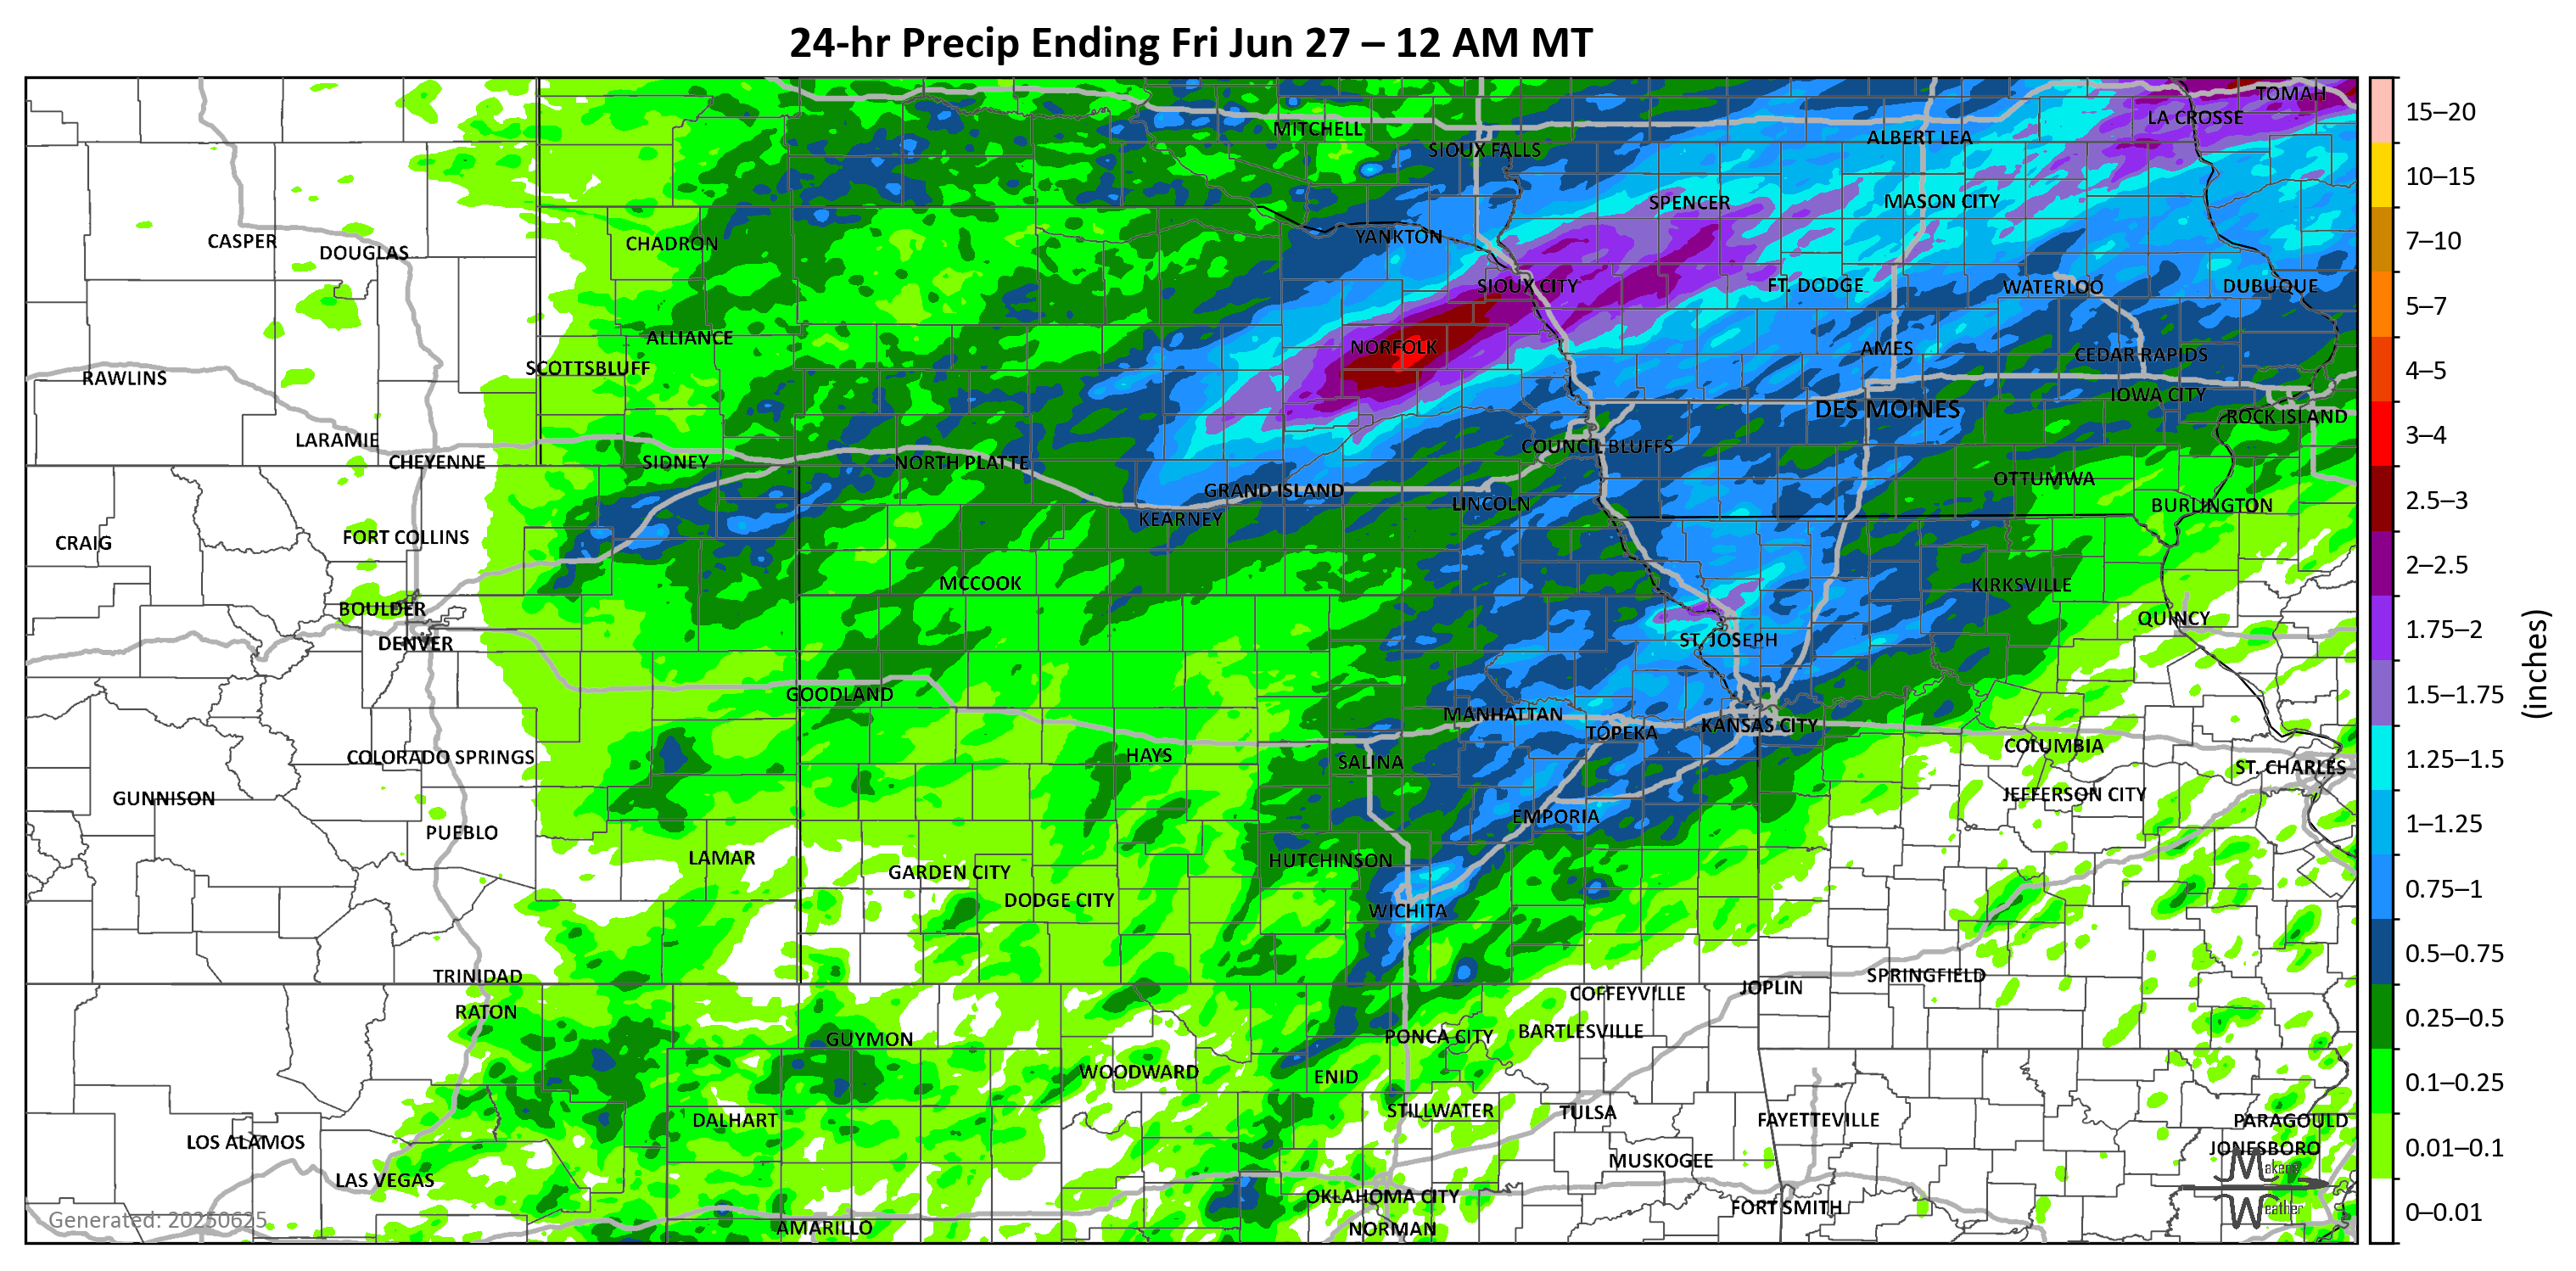 24-hr Precip Ending Fri Jun 27 – 12 AM MT
TOMAH
LA CROSSE
MITCHELL
ALBERT LEA
SIOUX FALLS
SPENCER
MASON CITY
YANKTON
CASPER
DOUGLAS
CHADRON
SIOUX CITY
FT. DODGE
WATERLOO
DUBUQUE
ALLIANCE
NORFOLK
AMES
CEDAR RAPIDS
SCOTTSBLUFF
RAWLINS
IOWA CITY
DES MOINES
ROCK ISLAND
LARAMIE
COUNCIL BLUFFS
CHEYENNE
SIDNEY
NORTH PLATTE
OTTUMWA
GRAND ISLAND
LINCOLN
BURLINGTON
KEARNEY
CRAIG
FORT COLLINS
MCCOOK
KIRKSVILLE
BOULDER
QUINCY
DENVER
ST. JOSEPH
GOODLAND
MANHATTAN
TOPEKA
KANSAS CITY
COLUMBIA
COLORADO SPRINGS
HAYS
SALINA
ST. CHARLES
GUNNISON
JEFFERSON CITY
EMPORIA
PUEBLO
LAMAR
HUTCHINSON
GARDEN CITY
DODGE CITY
WICHITA
TRINIDAD
SPRINGFIELD
JOPLIN
COFFEYVILLE
RATON
BARTLESVILLE
GUYMON
PONCA CITY
WOODWARD
ENID
STILLWATER
TULSA
DALHART
FAYETTEVILLE
PARAGOULD
LOS ALAMOS
JONESBORO
MUSKOGEE
LAS VEGAS
OKLAHOMA CITY
FORT SMITH
AMARILLO
NORMAN
Generated: 20250625
Makens
Weather
15–20
10–15
7–10
5–7
4–5
3–4
2.5–3
2–2.5
1.75–2
1.5–1.75
1.25–1.5
1–1.25
0.75–1
0.5–0.75
0.25–0.5
0.1–0.25
0.01–0.1
0–0.01
(inches)